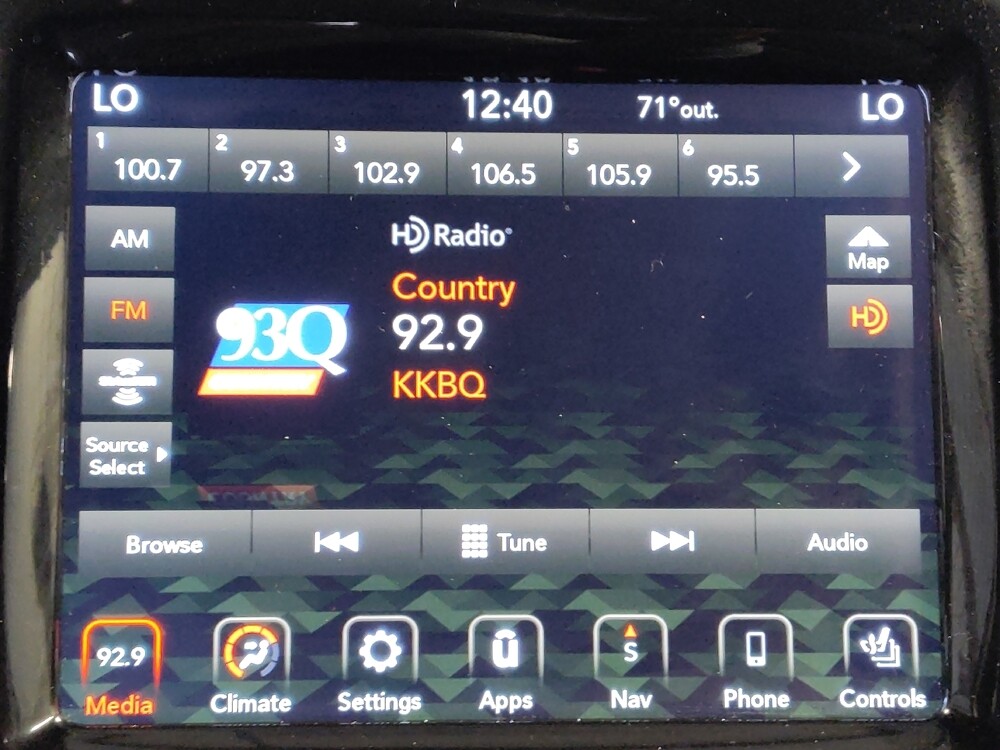 LO 12:40 71°out. LO
1 100.7 2 97.3 3 102.9 4 106.5 5 105.9 6 95.5
AM
FM
Source
Select
HD Radio®
Country
93Q 92.9
KKBQ
Map
HD
Browse Tune Audio
92.9 S
Media Climate Settings Apps Nav Phone Controls